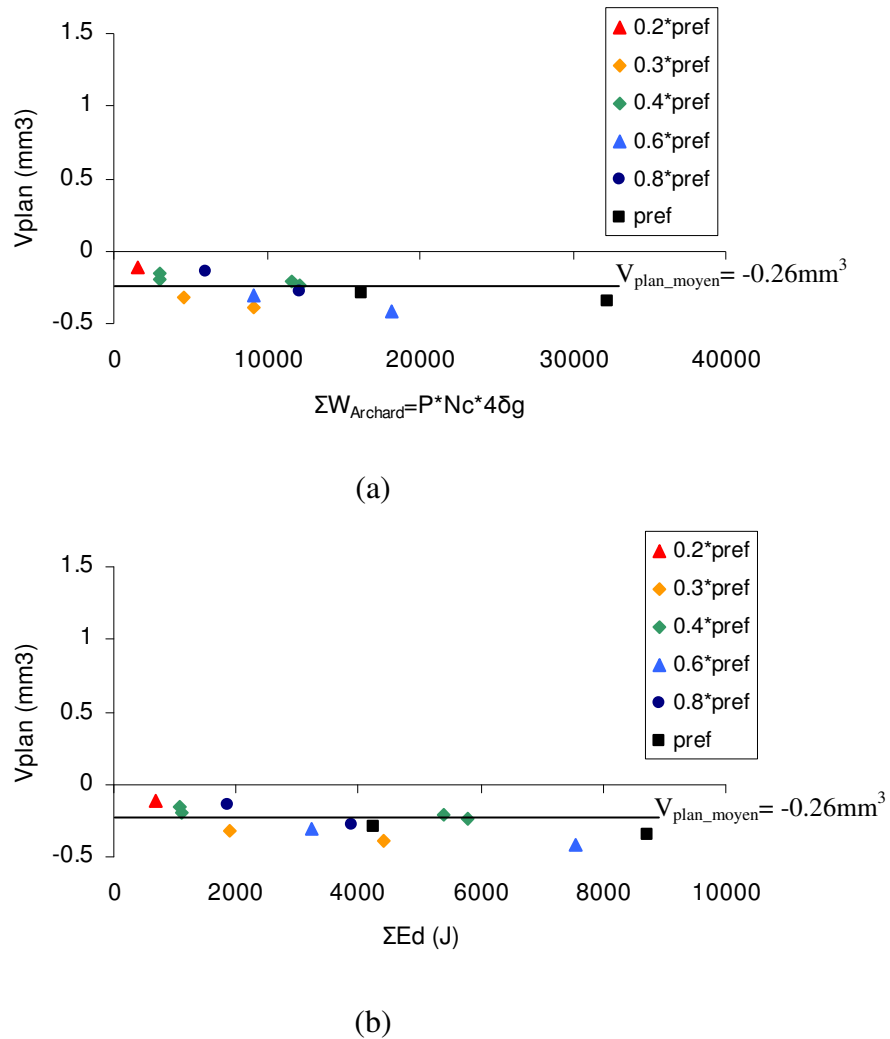 1.5
1
0.5
0
-0.5
Vplan (mm3)
0.2*pref
0.3*pref
0.4*pref
0.6*pref
0.8*pref
pref
V_plan_moyen= -0.26mm³
0 10000 20000 30000 40000
ΣW_Archard=P*Nc*4δg
(a)
1.5
1
0.5
0
-0.5
Vplan (mm3)
0.2*pref
0.3*pref
0.4*pref
0.6*pref
0.8*pref
pref
V_plan_moyen= -0.26mm³
0 2000 4000 6000 8000 10000
ΣEd (J)
(b)